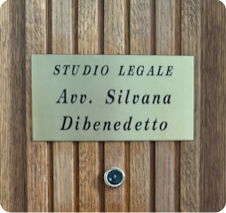 STUDIO LEGALE
Avv. Silvana
Dibenedetto